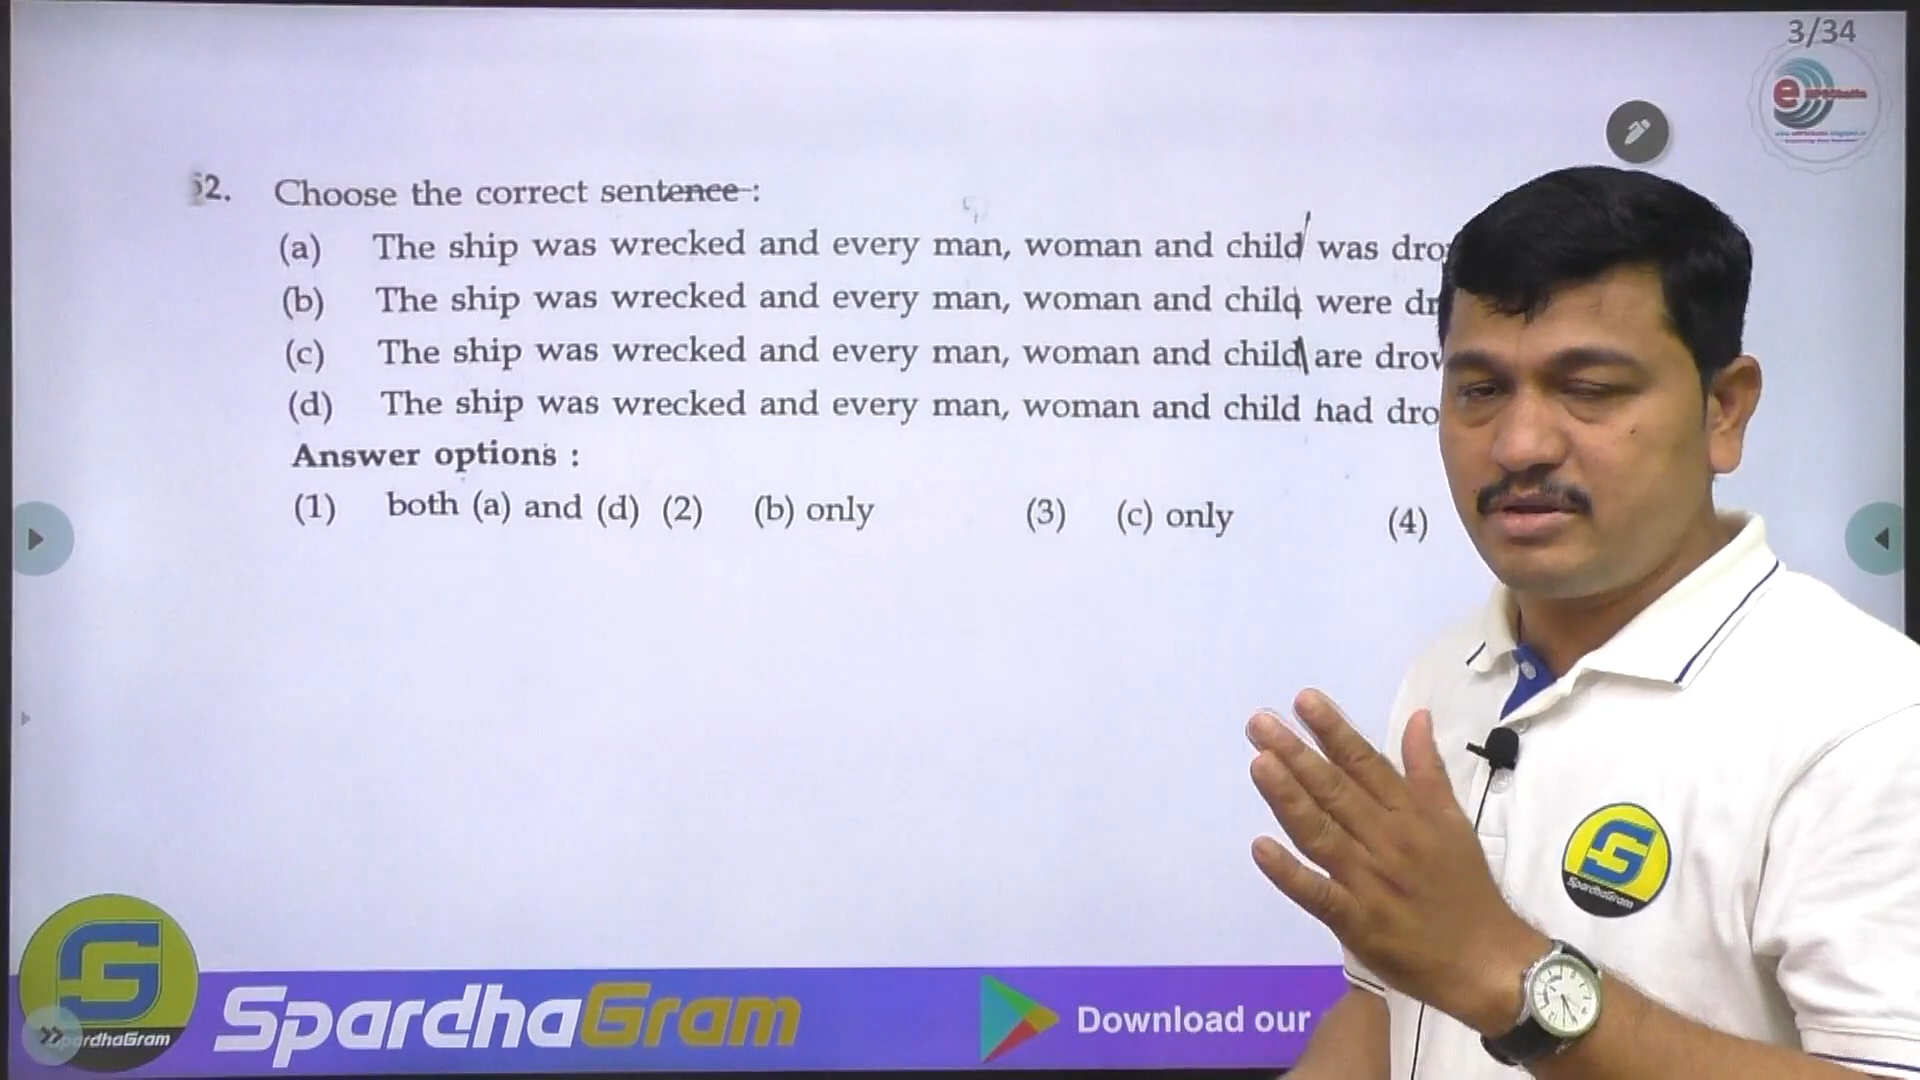 3/34
52. Choose the correct sentence :
(a) The ship was wrecked and every man, woman and child was
(b) The ship was wrecked and every man, woman and child were
(c) The ship was wrecked and every man, woman and child are
(d) The ship was wrecked and every man, woman and child had
Answer options :
(1) both (a) and (d) (2) (b) only (3) (c) only (4)
SpardhaGram
SpardhaGram
Download our